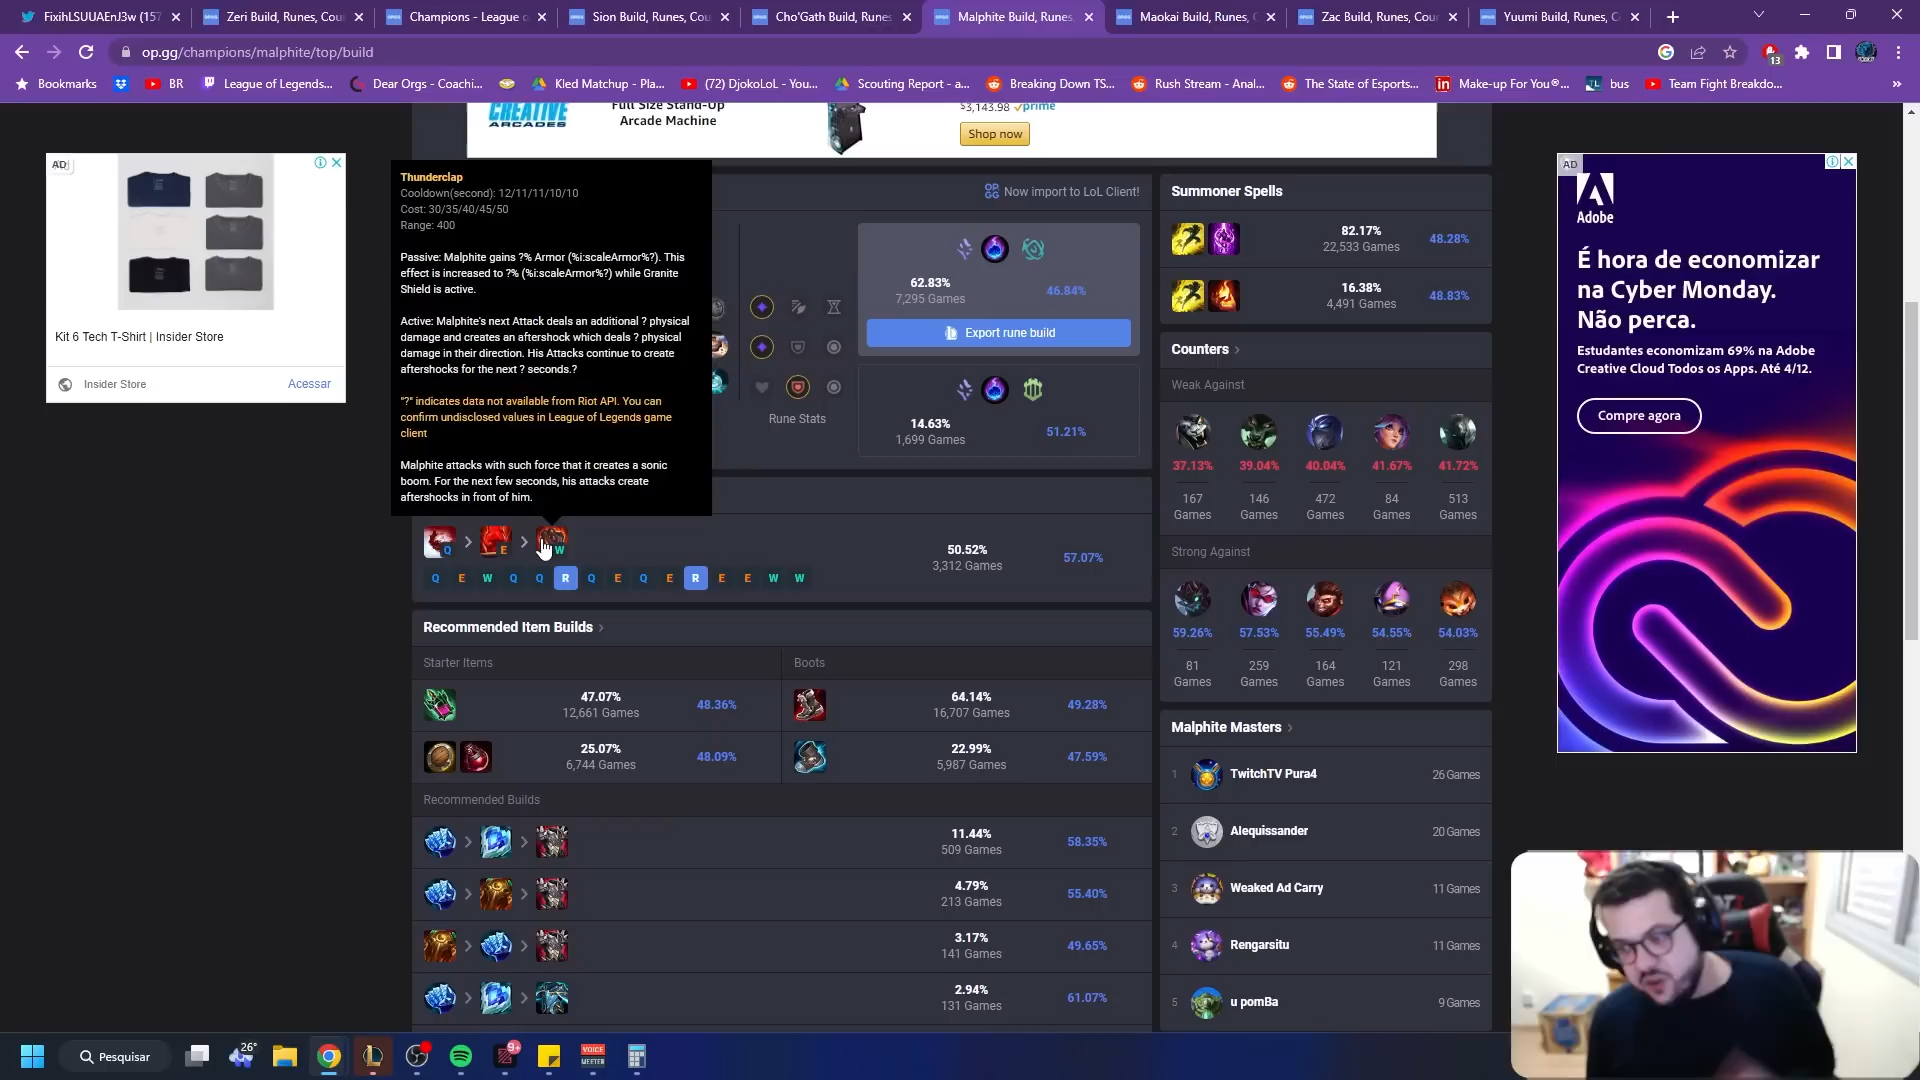 FixihLSUUAEnJ3w (157
Zeri Build, Runes, Cou
Champions - League o
Sion Build, Runes, Cou
Cho'Gath Build, Runes
Malphite Build, Runes,
Maokai Build, Runes, C
Zac Build, Runes, Coun
Yuumi Build, Runes, C
op.gg/champions/malphite/top/build
13
Bookmarks
BR
League of Legends...
Dear Orgs - Coachi...
Kled Matchup - Pla...
(72) DjokoLoL - You...
Scouting Report - a...
Breaking Down TS...
Rush Stream - Anal...
The State of Esports...
Make-up For You®...
bus
Team Fight Breakdo...
CREATIVE
ARCADES
Full Size Stand-Up
Arcade Machine
$3,143.98 prime
Shop now
AD
Kit 6 Tech T-Shirt | Insider Store
Insider Store
Acessar
Thunderclap
Cooldown(second): 12/11/11/10/10
Cost: 30/35/40/45/50
Range: 400
Passive: Malphite gains ?% Armor (%i:scaleArmor%?). This
effect is increased to ?% (%i:scaleArmor%?) while Granite
Shield is active.
Active: Malphite's next Attack deals an additional ? physical
damage and creates an aftershock which deals ? physical
damage in their direction. His Attacks continue to create
aftershocks for the next ? seconds.?
"?" indicates data not available from Riot API. You can
confirm undisclosed values in League of Legends game
client
Malphite attacks with such force that it creates a sonic
boom. For the next few seconds, his attacks create
aftershocks in front of him.
OP.GG Now import to LoL Client!
62.83%
7,295 Games
46.84%
Export rune build
14.63%
1,699 Games
51.21%
Rune Stats
Q > E > W
Q E W Q Q R Q E Q E R E E W W
50.52%
3,312 Games
57.07%
Recommended Item Builds
Starter Items
Boots
47.07%
12,661 Games
48.36%
64.14%
16,707 Games
49.28%
25.07%
6,744 Games
48.09%
22.99%
5,987 Games
47.59%
Recommended Builds
11.44%
509 Games
58.35%
4.79%
213 Games
55.40%
3.17%
141 Games
49.65%
2.94%
131 Games
61.07%
Summoner Spells
82.17%
22,533 Games
48.28%
16.38%
4,491 Games
48.83%
Counters
Weak Against
37.13% 39.04% 40.04% 41.67% 41.72%
167 146 472 84 513
Games Games Games Games Games
Strong Against
59.26% 57.53% 55.49% 54.55% 54.03%
81 259 164 121 298
Games Games Games Games Games
Malphite Masters
1 TwitchTV Pura4 26 Games
2 Alequissander 20 Games
3 Weaked Ad Carry 11 Games
4 Rengarsitu 11 Games
5 u pomBa 9 Games
AD
Adobe
É hora de economizar
na Cyber Monday.
Não perca.
Estudantes economizam 69% na Adobe
Creative Cloud Todos os Apps. Até 4/12.
Compre agora
Pesquisar
26°
9+
VOICE
MEETER